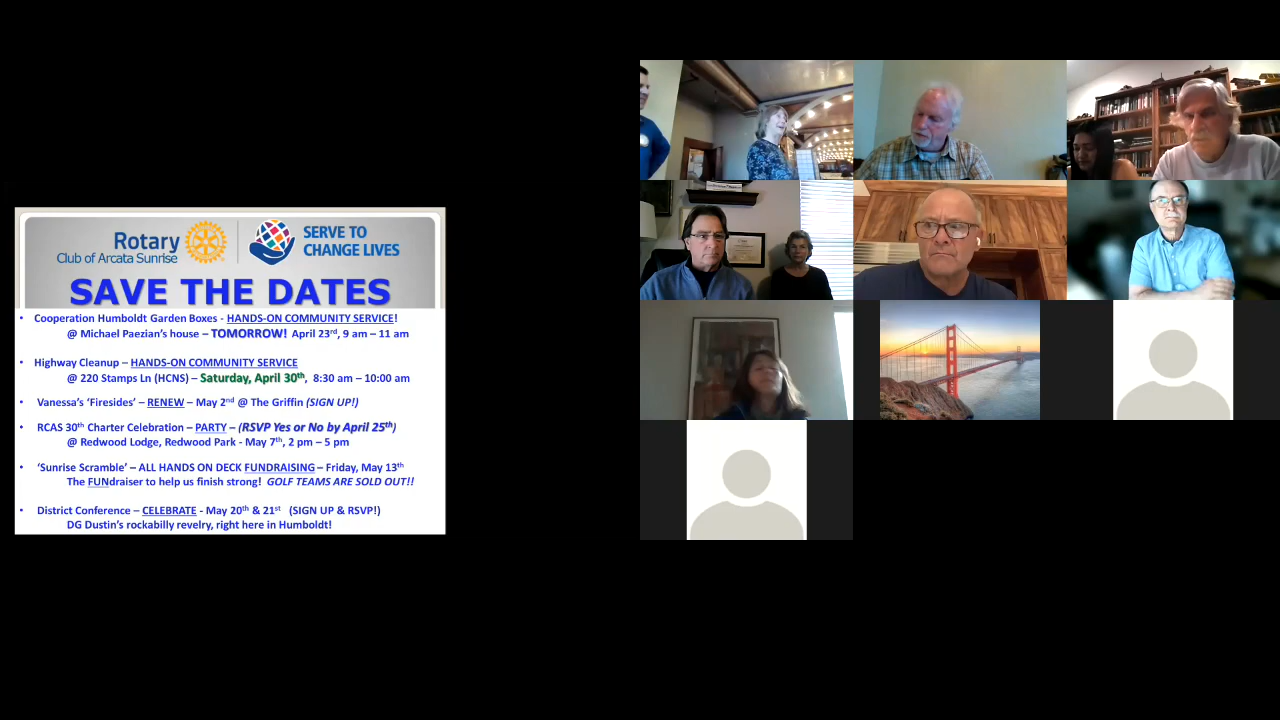 Rotary
Club of Arcata Sunrise
SERVE TO
CHANGE LIVES
SAVE THE DATES
• Cooperation Humboldt Garden Boxes - HANDS-ON COMMUNITY SERVICE!
@ Michael Paezian's house – TOMORROW! April 23rd, 9 am – 11 am
• Highway Cleanup – HANDS-ON COMMUNITY SERVICE
@ 220 Stamps Ln (HCNS) – Saturday, April 30th, 8:30 am – 10:00 am
• Vanessa's 'Firesides' – RENEW – May 2nd @ The Griffin (SIGN UP!)
• RCAS 30th Charter Celebration – PARTY – (RSVP Yes or No by April 25th)
@ Redwood Lodge, Redwood Park - May 7th, 2 pm – 5 pm
• 'Sunrise Scramble' – ALL HANDS ON DECK FUNDRAISING – Friday, May 13th
The FUNdraiser to help us finish strong! GOLF TEAMS ARE SOLD OUT!!
• District Conference – CELEBRATE - May 20th & 21st (SIGN UP & RSVP!)
DG Dustin's rockabilly revelry, right here in Humboldt!